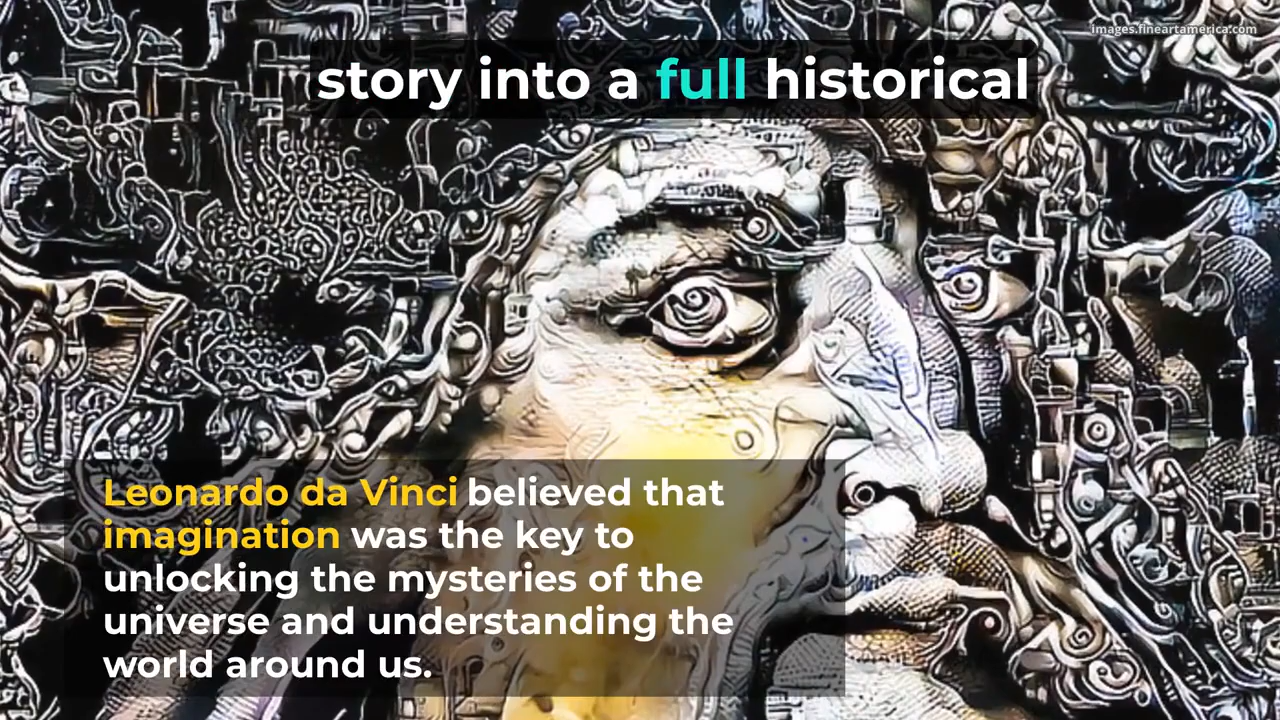 images.fineartamerica.com
story into a full historical
Leonardo da Vinci believed that
imagination was the key to
unlocking the mysteries of the
universe and understanding the
world around us.